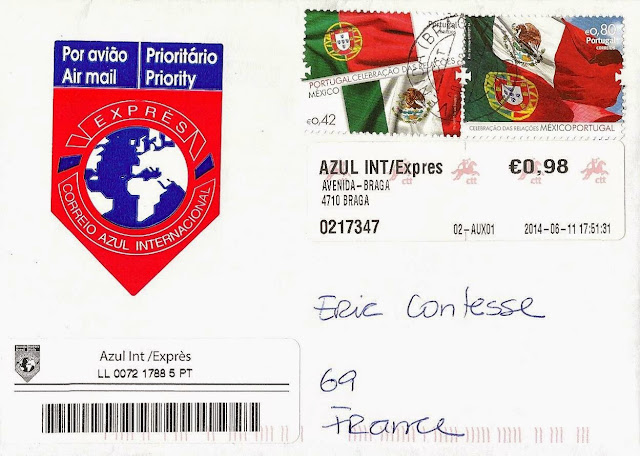 Por avião Prioritário
Air mail Priority
EXPRÈS
CORREIO AZUL INTERNACIONAL
PORTUGAL CELEBRAÇÃO DAS RELAÇÕES
MÉXICO
€0,42
Portugal
€0,80
Portugal
CORREIOS
CELEBRAÇÃO DAS RELAÇÕES MÉXICO PORTUGAL
AZUL INT/Expres €0,98
AVENIDA-BRAGA
4710 BRAGA
ctt ctt
0217347 02-AUX01 2014-06-11 17:51:31
Eric Contesse
69
France
Azul Int /Exprès
LL 0072 1788 5 PT